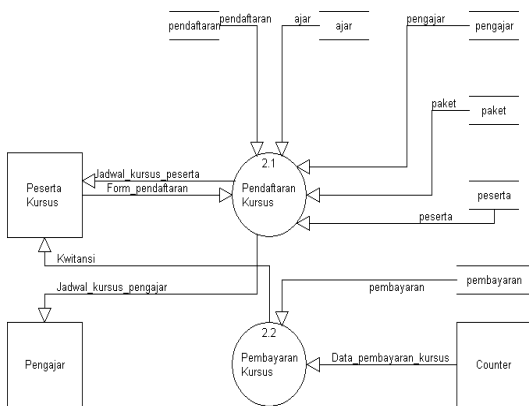 pendaftaran
pendaftaran
ajar
ajar
pengajar
pengajar
paket
paket
2.1
Pendaftaran
Kursus
Peserta
Kursus
Jadwal_kursus_peserta
Form_pendaftaran
peserta
peserta
Kwitansi
Jadwal_kursus_pengajar
pembayaran
pembayaran
Pengajar
2.2
Pembayaran
Kursus
Data_pembayaran_kursus
Counter